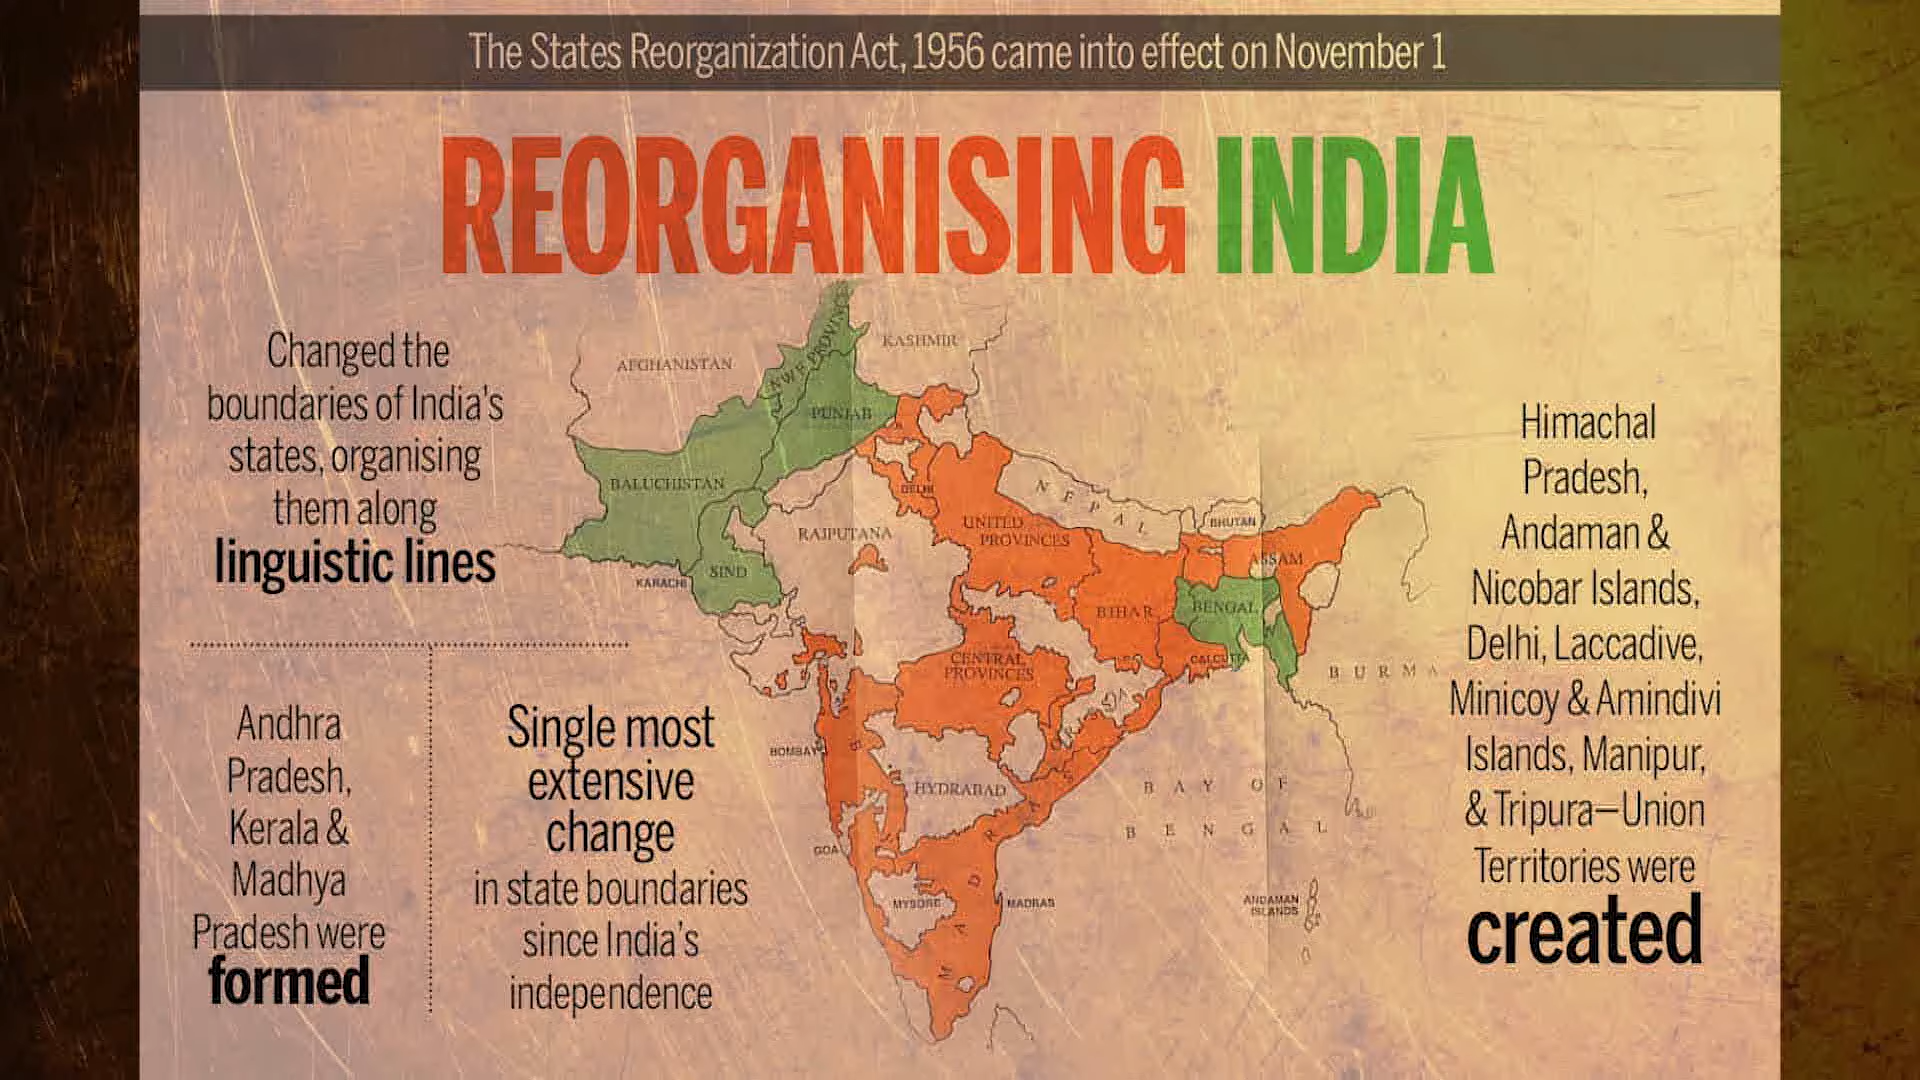 The States Reorganization Act, 1956 came into effect on November 1
REORGANISING INDIA
Changed the
boundaries of India's
states, organising
them along
linguistic lines
Andhra
Pradesh,
Kerala &
Madhya
Pradesh were
formed
Single most
extensive
change
in state boundaries
since India's
independence
AFGHANISTAN
KASHMIR
NWF PROVINCE
PUNJAB
BALUCHISTAN
DELHI
NEPAL
BHUTAN
RAJPUTANA
UNITED
PROVINCES
ASSAM
KARACHI
SIND
BIHAR
BENGAL
CENTRAL
PROVINCES
CALCUTTA
BURMA
BOMBAY
HYDRABAD
BAY OF
BENGAL
GOA
MYSORE
MADRAS
MADRAS
ANDAMAN
ISLANDS
Himachal
Pradesh,
Andaman &
Nicobar Islands,
Delhi, Laccadive,
Minicoy & Amindivi
Islands, Manipur,
& Tripura—Union
Territories were
created